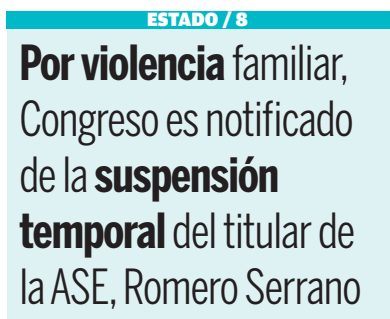 ESTADO / 8
Por violencia familiar,
Congreso es notificado
de la suspensión
temporal del titular de
la ASE, Romero Serrano